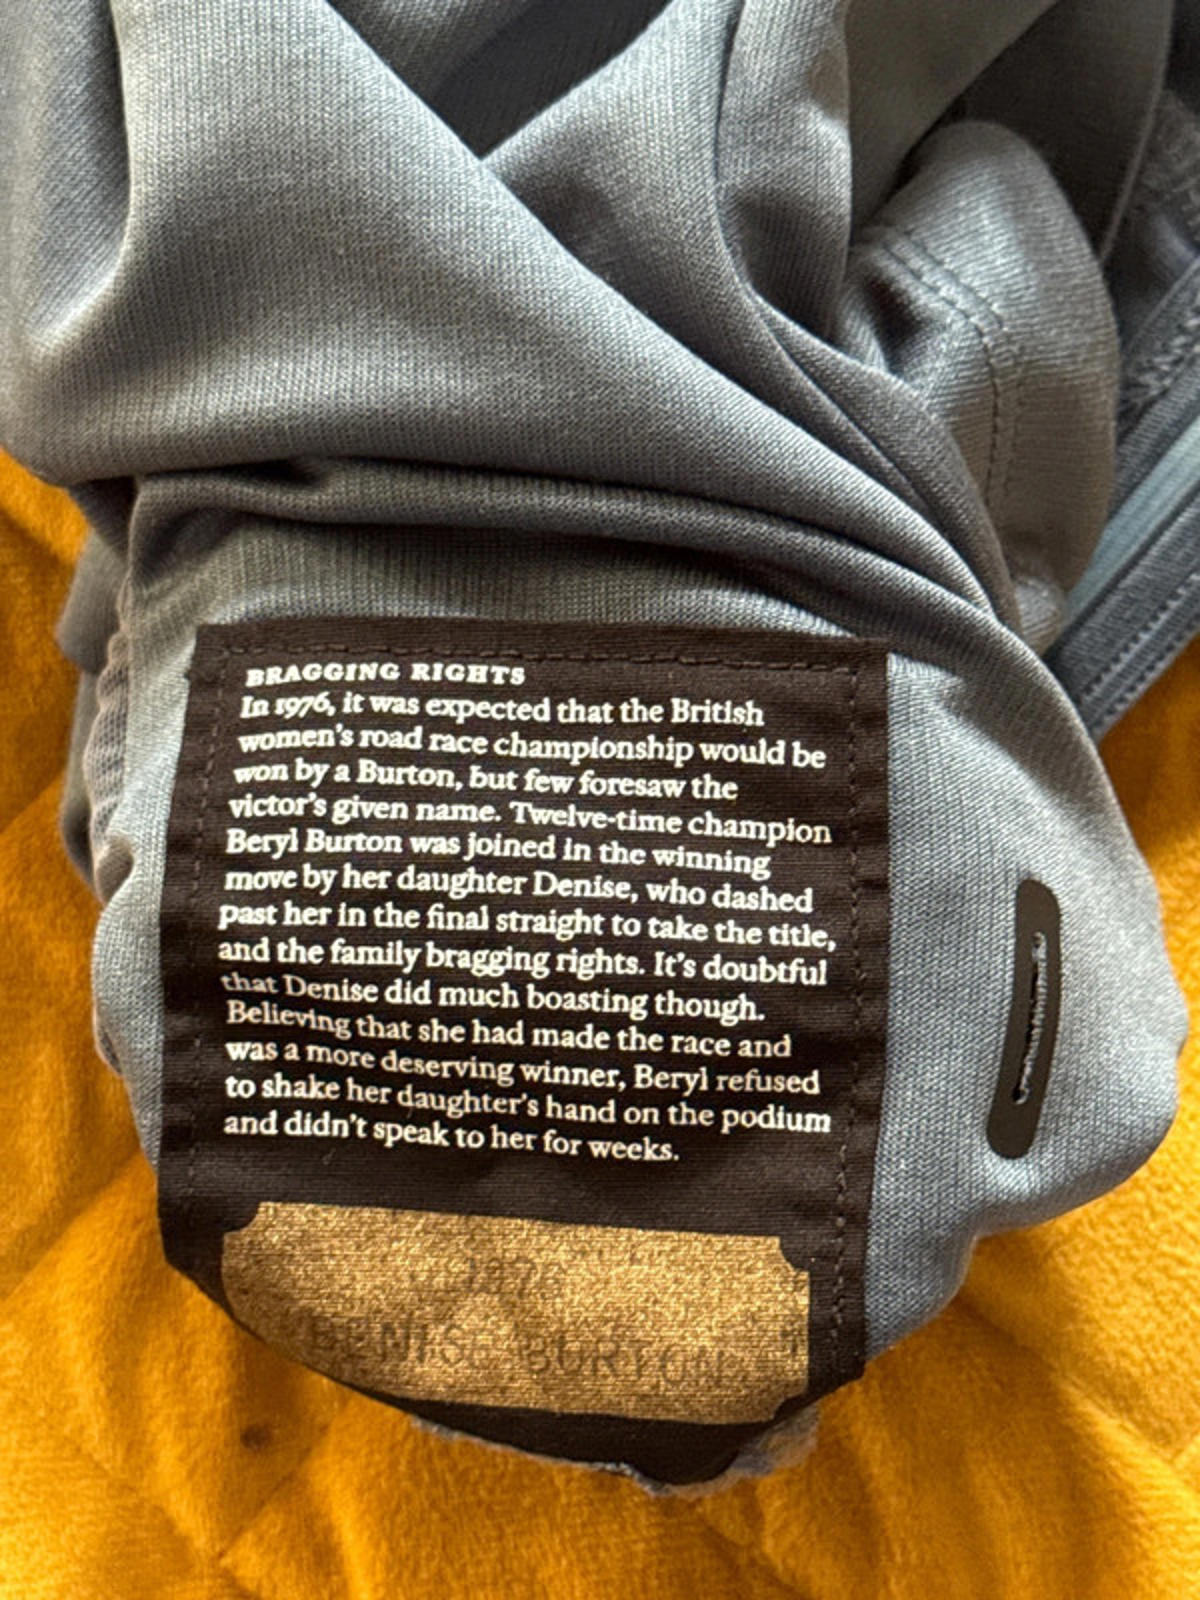 BRAGGING RIGHTS
In 1976, it was expected that the British
women's road race championship would be
won by a Burton, but few foresaw the
victor's given name. Twelve-time champion
Beryl Burton was joined in the winning
move by her daughter Denise, who dashed
past her in the final straight to take the title,
and the family bragging rights. It's doubtful
that Denise did much boasting though.
Believing that she had made the race and
was a more deserving winner, Beryl refused
to shake her daughter's hand on the podium
and didn't speak to her for weeks.
1976
DENISE BURTON